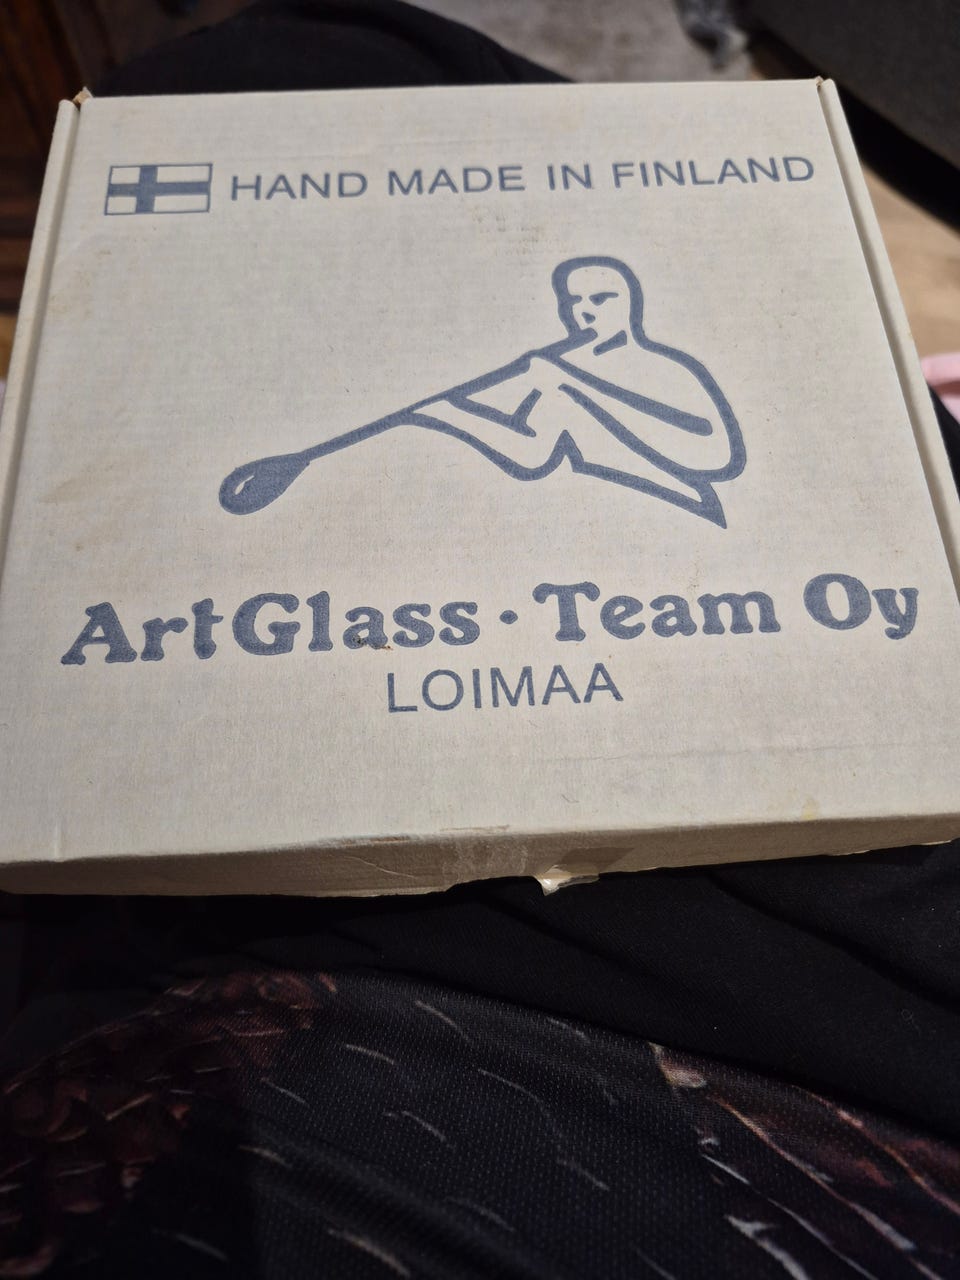 HAND MADE IN FINLAND
ArtGlass · Team Oy
LOIMAA